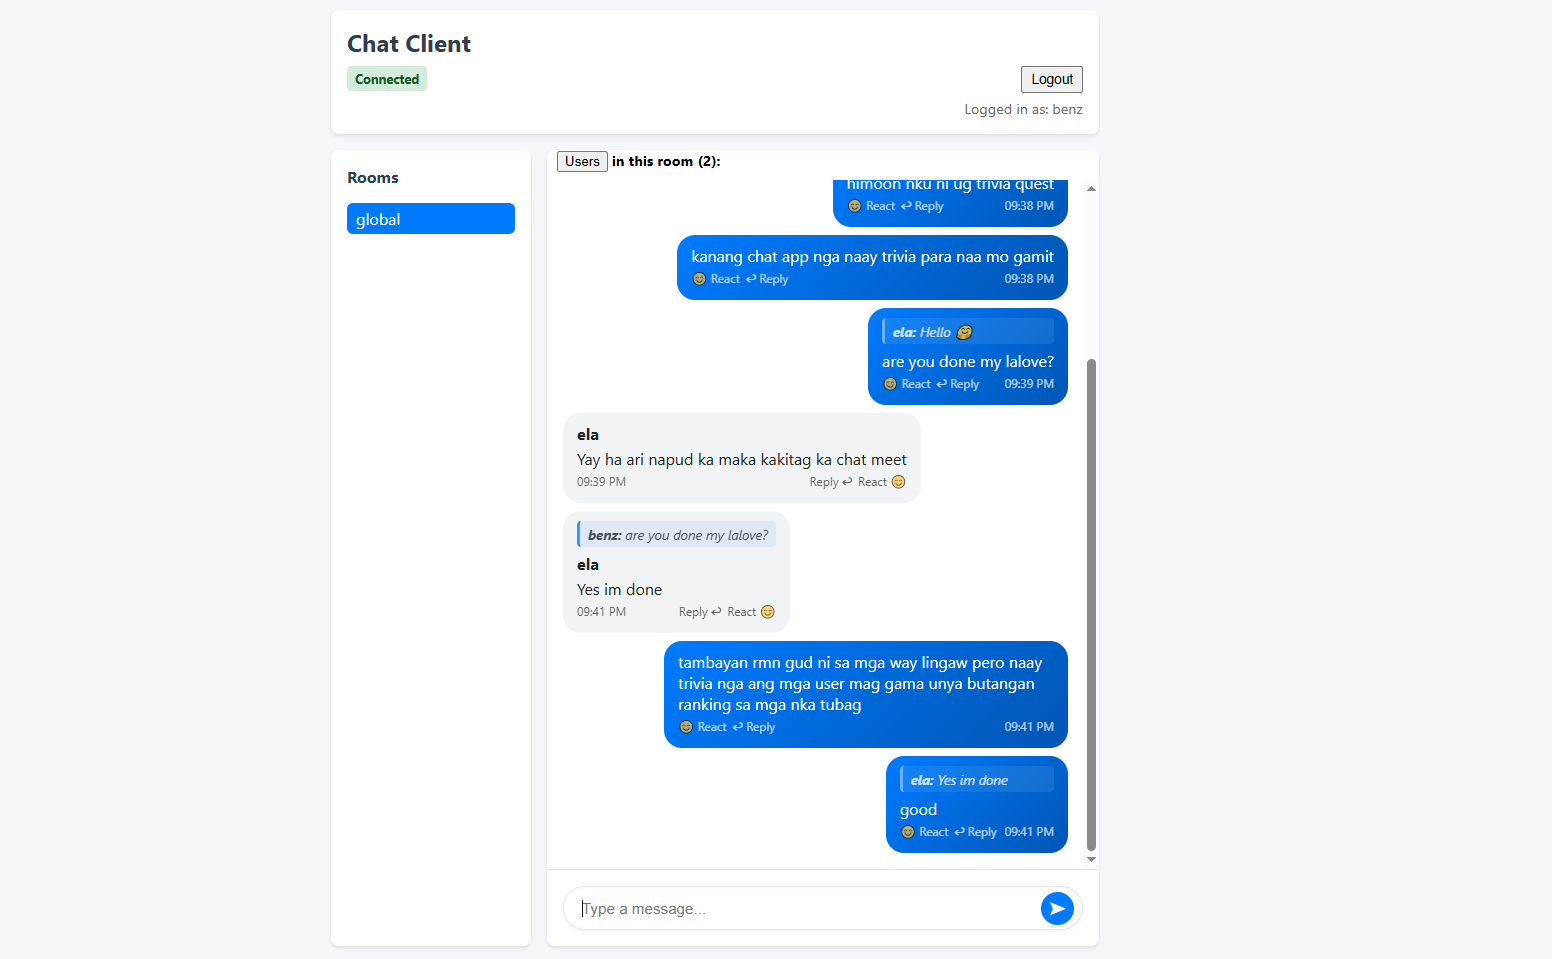 Chat Client
Connected
Logout
Logged in as: benz
Rooms
global
Users in this room (2):
himoon nku ni ug trivia quest
React Reply 09:38 PM
kanang chat app nga naay trivia para naa mo gamit
React Reply 09:38 PM
ela: Hello 🤗
are you done my lalove?
React Reply 09:39 PM
ela
Yay ha ari napud ka maka kakitag ka chat meet
09:39 PM Reply React
benz: are you done my lalove?
ela
Yes im done
09:41 PM Reply React
tambayan rmn gud ni sa mga way lingaw pero naay
trivia nga ang mga user mag gama unya butangan
ranking sa mga nka tubag
React Reply 09:41 PM
ela: Yes im done
good
React Reply 09:41 PM
Type a message...